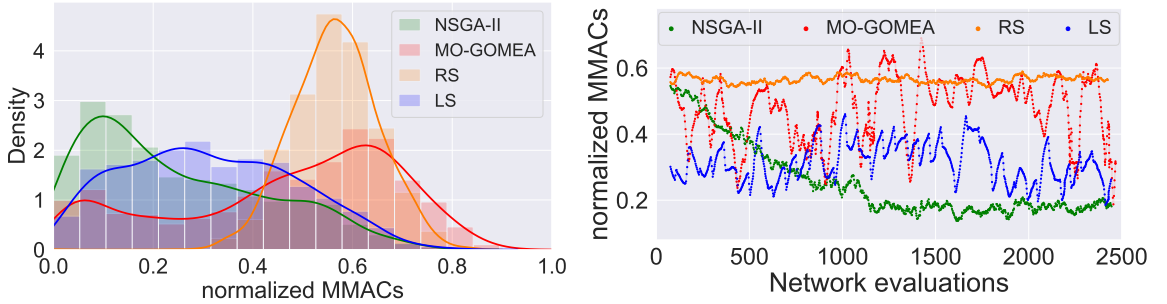 Density
4
3
2
1
0
NSGA-II
MO-GOMEA
RS
LS
0.0 0.2 0.4 0.6 0.8 1.0
normalized MMACs
normalized MMACs
0.6
0.4
0.2
NSGA-II MO-GOMEA RS LS
0 500 1000 1500 2000 2500
Network evaluations